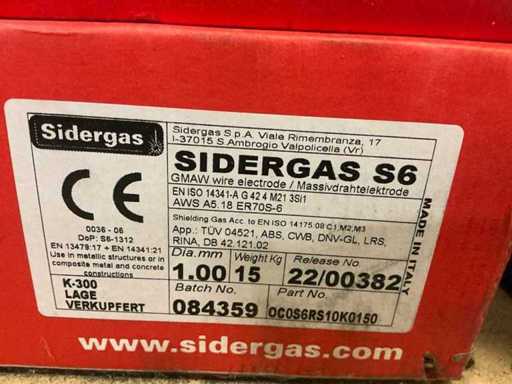 Sidergas
Sidergas S.p.A. Viale Rimembranza, 17
I-37015 S.Ambrogio Valpolicella (Vr)
SIDERGAS S6
GMAW wire electrode / Massivdrahtelektrode
EN ISO 14341-A G 42 4 M21 3Si1
AWS A5.18 ER70S-6
CE
0036 - 06
DoP: S6-1312
EN 13479:17 + EN 14341:21
Use in metallic structures or in
composite metal and concrete
constructions
Shielding Gas Acc. to EN ISO 14175:08 C1,M2,M3
App.: TÜV 04521, ABS, CWB, DNV-GL, LRS,
RINA, DB 42.121.02
MADE IN ITALY
Dia.mm Weight Kg Release No
1.00 15 22/00382
K-300
LAGE
VERKUPFERT
Batch No. Part No.
084359 OC0S6RS10K0150
www.sidergas.com